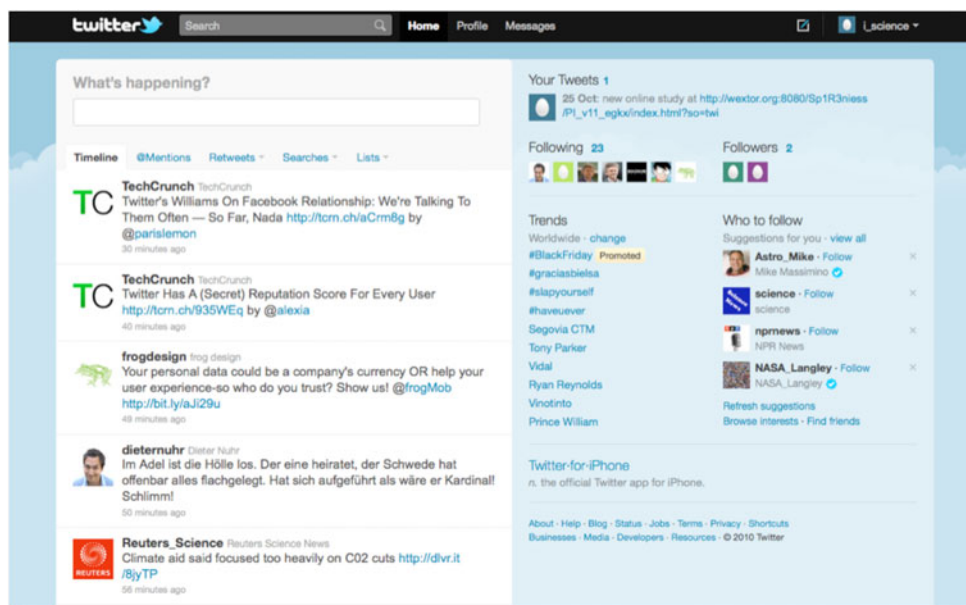 twitter
Search
Home Profile Messages
i_science
What's happening?
Timeline @Mentions Retweets Searches Lists
TC
TechCrunch TechCrunch
Twitter's Williams On Facebook Relationship: We're Talking To
Them Often — So Far, Nada http://tcrn.ch/aCrm8g by
@parislemon
30 minutes ago
TC
TechCrunch TechCrunch
Twitter Has A (Secret) Reputation Score For Every User
http://tcrn.ch/935WEq by @alexia
40 minutes ago
frogdesign frog design
Your personal data could be a company's currency OR help your
user experience-so who do you trust? Show us! @frogMob
http://bit.ly/aJi29u
49 minutes ago
dieternuhr Dieter Nuhr
Im Adel ist die Hölle los. Der eine heiratet, der Schwede hat
offenbar alles flachgelegt. Hat sich aufgeführt als wäre er Kardinal!
Schlimm!
50 minutes ago
REUTERS
Reuters_Science Reuters Science News
Climate aid said focused too heavily on C02 cuts http://dlvr.it
/8jyTP
56 minutes ago
Your Tweets 1
25 Oct: new online study at http://wextor.org:8080/Sp1R3niess
/PI_v11_egkx/index.html?so=twi
Following 23
Followers 2
Trends
Worldwide · change
#BlackFriday Promoted
#graciasbielsa
#slapyourself
#haveuever
Segovia CTM
Tony Parker
Vidal
Ryan Reynolds
Vinotinto
Prince William
Who to follow
Suggestions for you · view all
Astro_Mike · Follow ×
Mike Massimino
science · Follow ×
science
nprnews · Follow ×
NPR News
NASA_Langley · Follow ×
NASA_Langley
Refresh suggestions
Browse interests · Find friends
Twitter·for·iPhone
n. the official Twitter app for iPhone.
About · Help · Blog · Status · Jobs · Terms · Privacy · Shortcuts
Businesses · Media · Developers · Resources · © 2010 Twitter